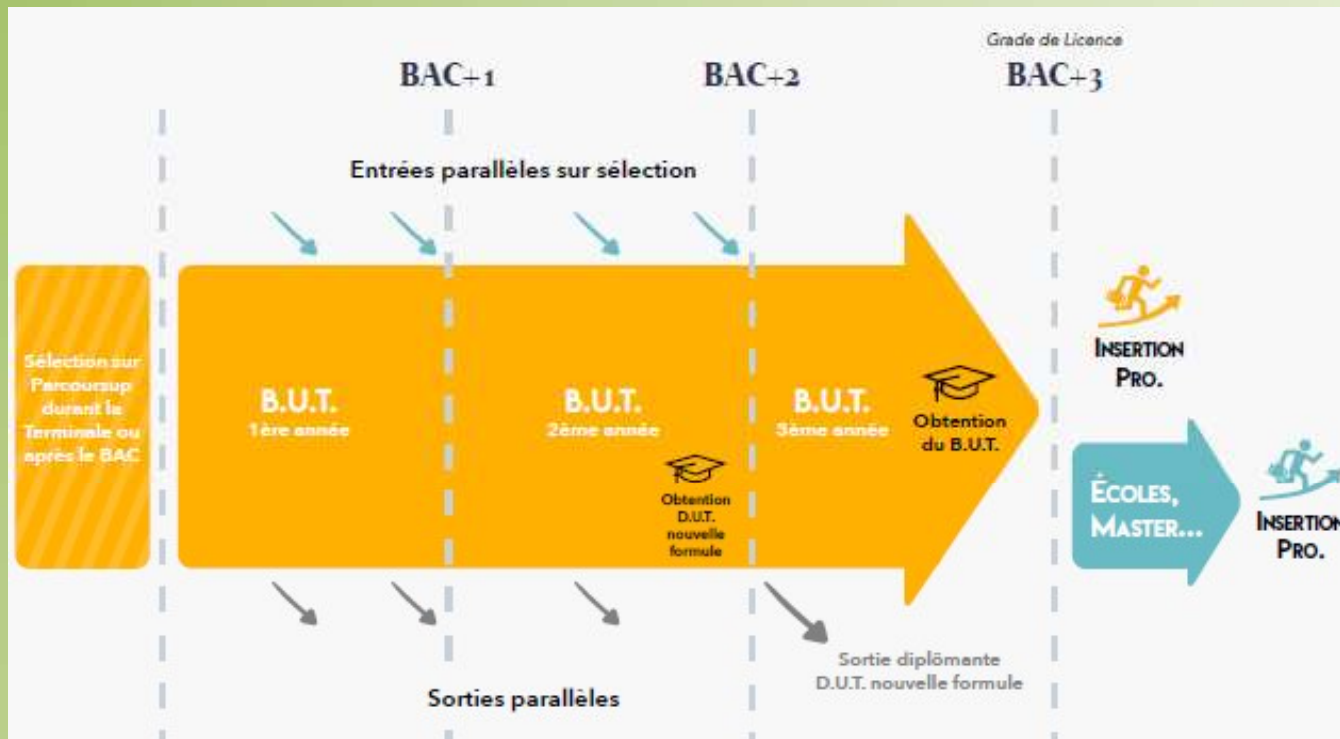 Grade de Licence
BAC+1
BAC+2
BAC+3
Entrées parallèles sur sélection
Sélection sur
Parcoursup
durant la
Terminale ou
après le BAC
B.U.T.
1ère année
B.U.T.
2ème année
Obtention
D.U.T.
nouvelle
formule
B.U.T.
3ème année
Obtention
du B.U.T.
INSERTION
PRO.
ÉCOLES,
MASTER...
INSERTION
PRO.
Sortie diplômante
D.U.T. nouvelle formule
Sorties parallèles